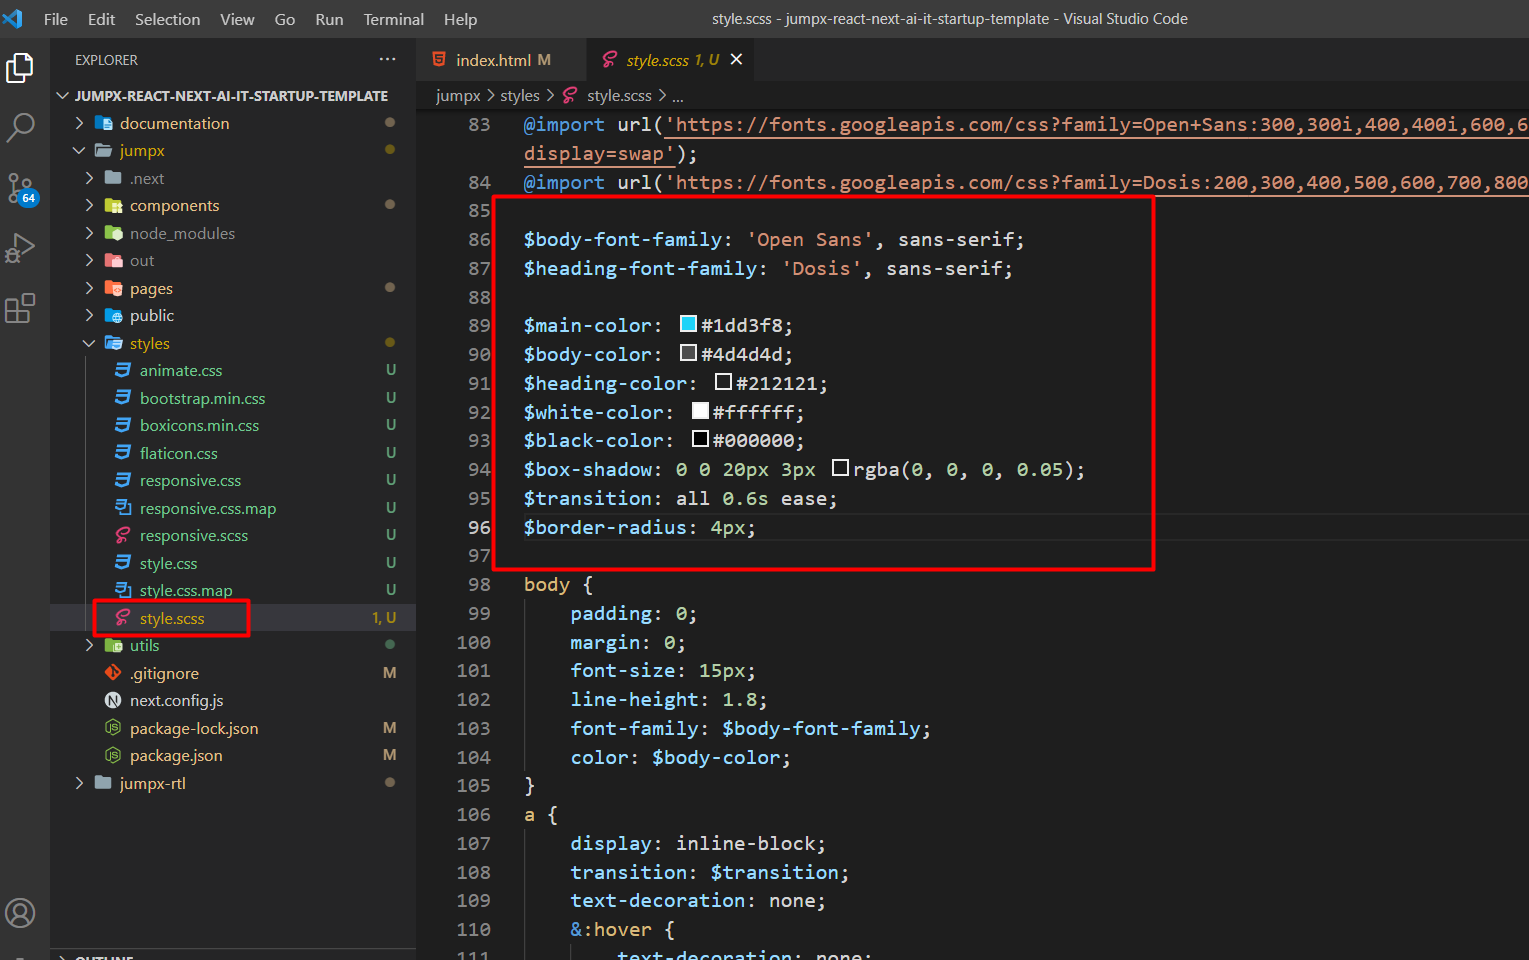 File Edit Selection View Go Run Terminal Help
style.scss - jumpx-react-next-ai-it-startup-template - Visual Studio Code
EXPLORER ...
64
JUMPX-REACT-NEXT-AI-IT-STARTUP-TEMPLATE
documentation
jumpx
.next
components
node_modules
out
pages
public
styles
animate.css U
bootstrap.min.css U
boxicons.min.css U
flaticon.css U
responsive.css U
responsive.css.map U
responsive.scss U
style.css U
style.css.map U
style.scss 1, U
utils
.gitignore M
next.config.js
package-lock.json M
package.json M
jumpx-rtl
OUTLINE
index.html M
style.scss 1, U
jumpx > styles > style.scss > ...
83 @import url('https://fonts.googleapis.com/css?family=Open+Sans:300,300i,400,400i,600,6
display=swap');
84 @import url('https://fonts.googleapis.com/css?family=Dosis:200,300,400,500,600,700,800
85
86 $body-font-family: 'Open Sans', sans-serif;
87 $heading-font-family: 'Dosis', sans-serif;
88
89 $main-color: #1dd3f8;
90 $body-color: #4d4d4d;
91 $heading-color: #212121;
92 $white-color: #ffffff;
93 $black-color: #000000;
94 $box-shadow: 0 0 20px 3px rgba(0, 0, 0, 0.05);
95 $transition: all 0.6s ease;
96 $border-radius: 4px;
97
98 body {
99 padding: 0;
100 margin: 0;
101 font-size: 15px;
102 line-height: 1.8;
103 font-family: $body-font-family;
104 color: $body-color;
105 }
106 a {
107 display: inline-block;
108 transition: $transition;
109 text-decoration: none;
110 &:hover {
111 text-decoration: none;